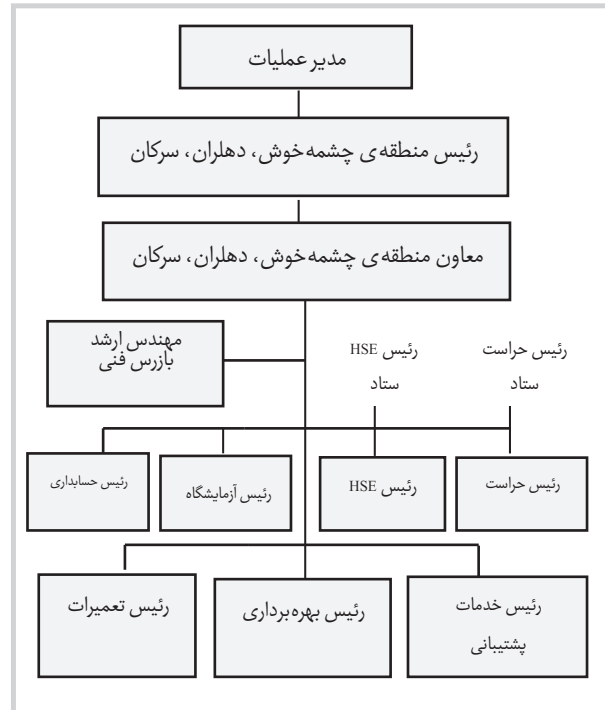 مدیر عملیات
رئیس منطقه‌ی چشمه‌خوش، دهلران، سرکان
معاون منطقه‌ی چشمه‌خوش، دهلران، سرکان
مهندس ارشد
بازرس فنی
رئیس حراست
ستاد
رئیس HSE
ستاد
رئیس حراست
رئیس HSE
رئیس آزمایشگاه
رئیس حسابداری
رئیس خدمات
پشتیبانی
رئیس بهره‌برداری
رئیس تعمیرات